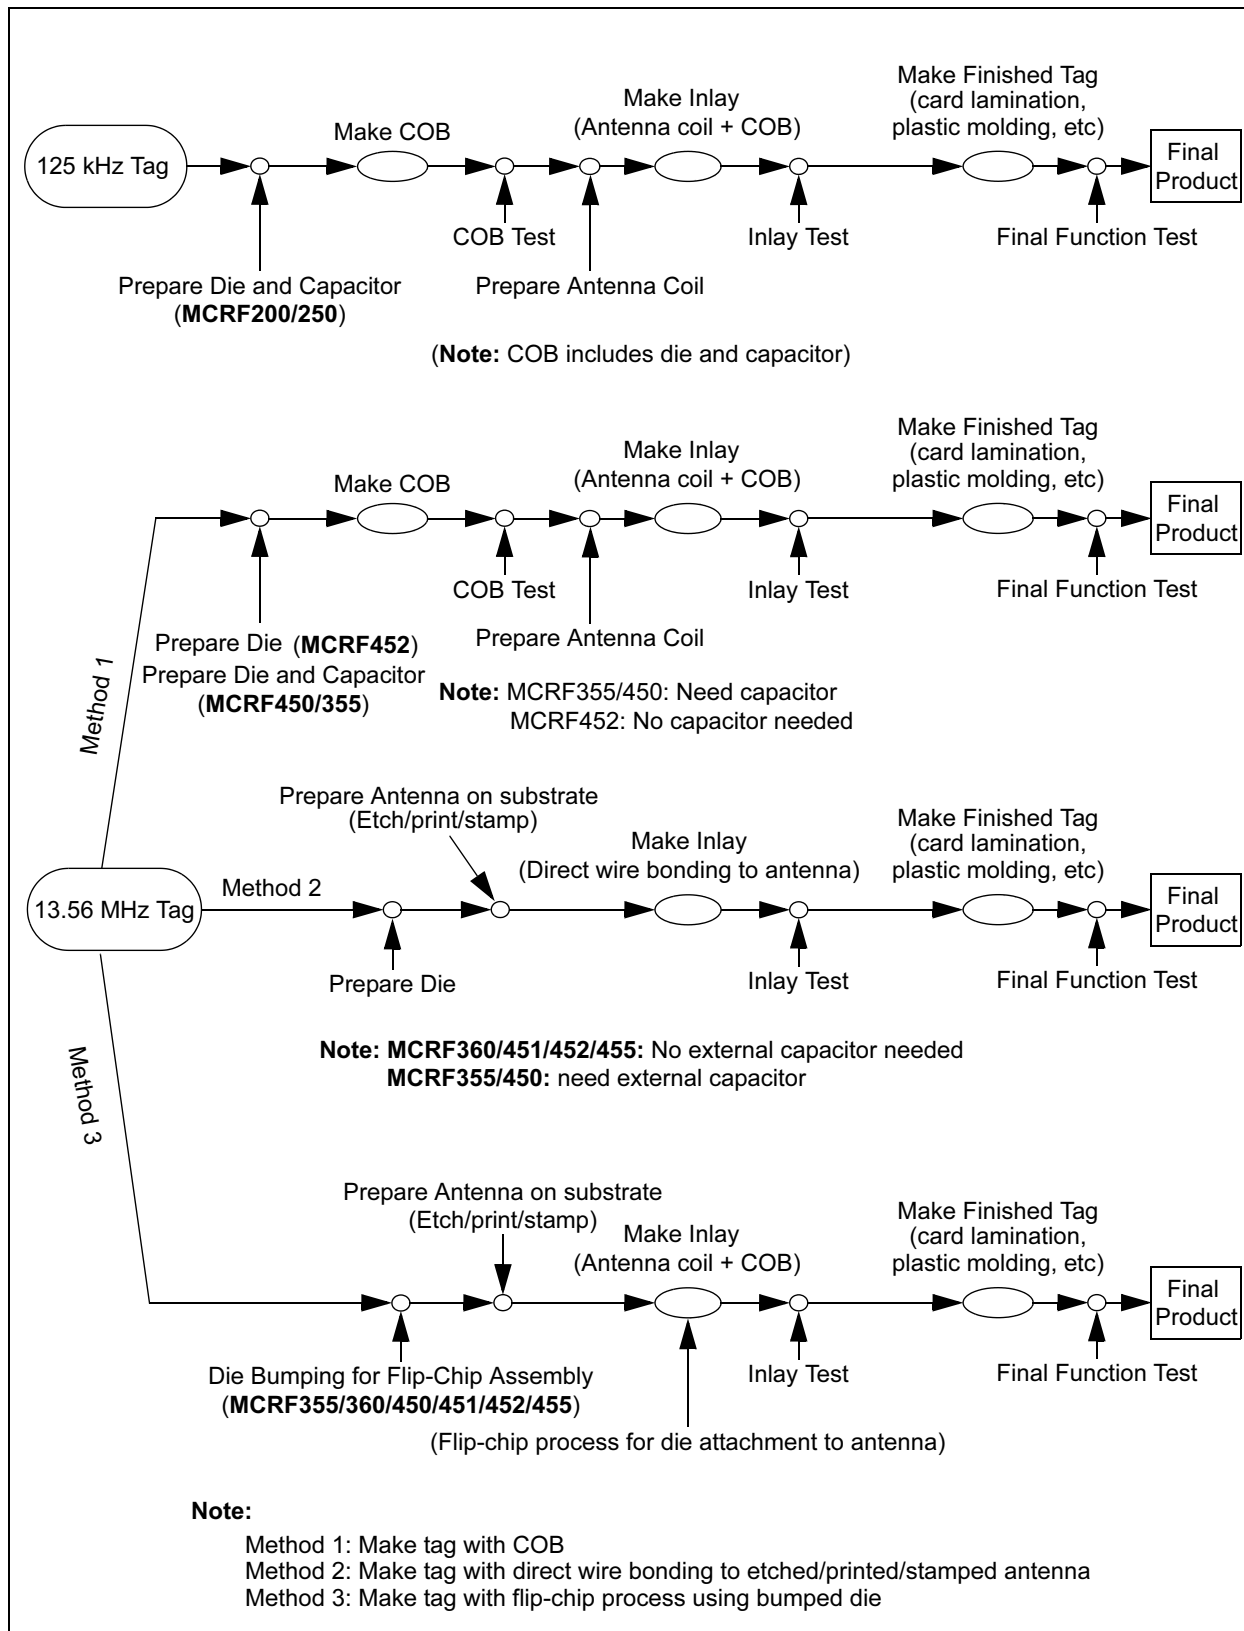 Make Finished Tag
(card lamination,
plastic molding, etc)
Make Inlay
(Antenna coil + COB)
Make COB
125 kHz Tag
Final
Product
COB Test
Inlay Test
Final Function Test
Prepare Die and Capacitor
(MCRF200/250)
Prepare Antenna Coil
(Note: COB includes die and capacitor)
Make Finished Tag
(card lamination,
plastic molding, etc)
Make Inlay
(Antenna coil + COB)
Make COB
Final
Product
COB Test
Inlay Test
Final Function Test
Method 1
Prepare Die (MCRF452)
Prepare Die and Capacitor
(MCRF450/355)
Prepare Antenna Coil
Note: MCRF355/450: Need capacitor
MCRF452: No capacitor needed
Prepare Antenna on substrate
(Etch/print/stamp)
Make Inlay
(Direct wire bonding to antenna)
Make Finished Tag
(card lamination,
plastic molding, etc)
13.56 MHz Tag
Method 2
Final
Product
Prepare Die
Inlay Test
Final Function Test
Note: MCRF360/451/452/455: No external capacitor needed
MCRF355/450: need external capacitor
Method 3
Prepare Antenna on substrate
(Etch/print/stamp)
Make Inlay
(Antenna coil + COB)
Make Finished Tag
(card lamination,
plastic molding, etc)
Final
Product
Die Bumping for Flip-Chip Assembly
(MCRF355/360/450/451/452/455)
Inlay Test
Final Function Test
(Flip-chip process for die attachment to antenna)
Note:
Method 1: Make tag with COB
Method 2: Make tag with direct wire bonding to etched/printed/stamped antenna
Method 3: Make tag with flip-chip process using bumped die